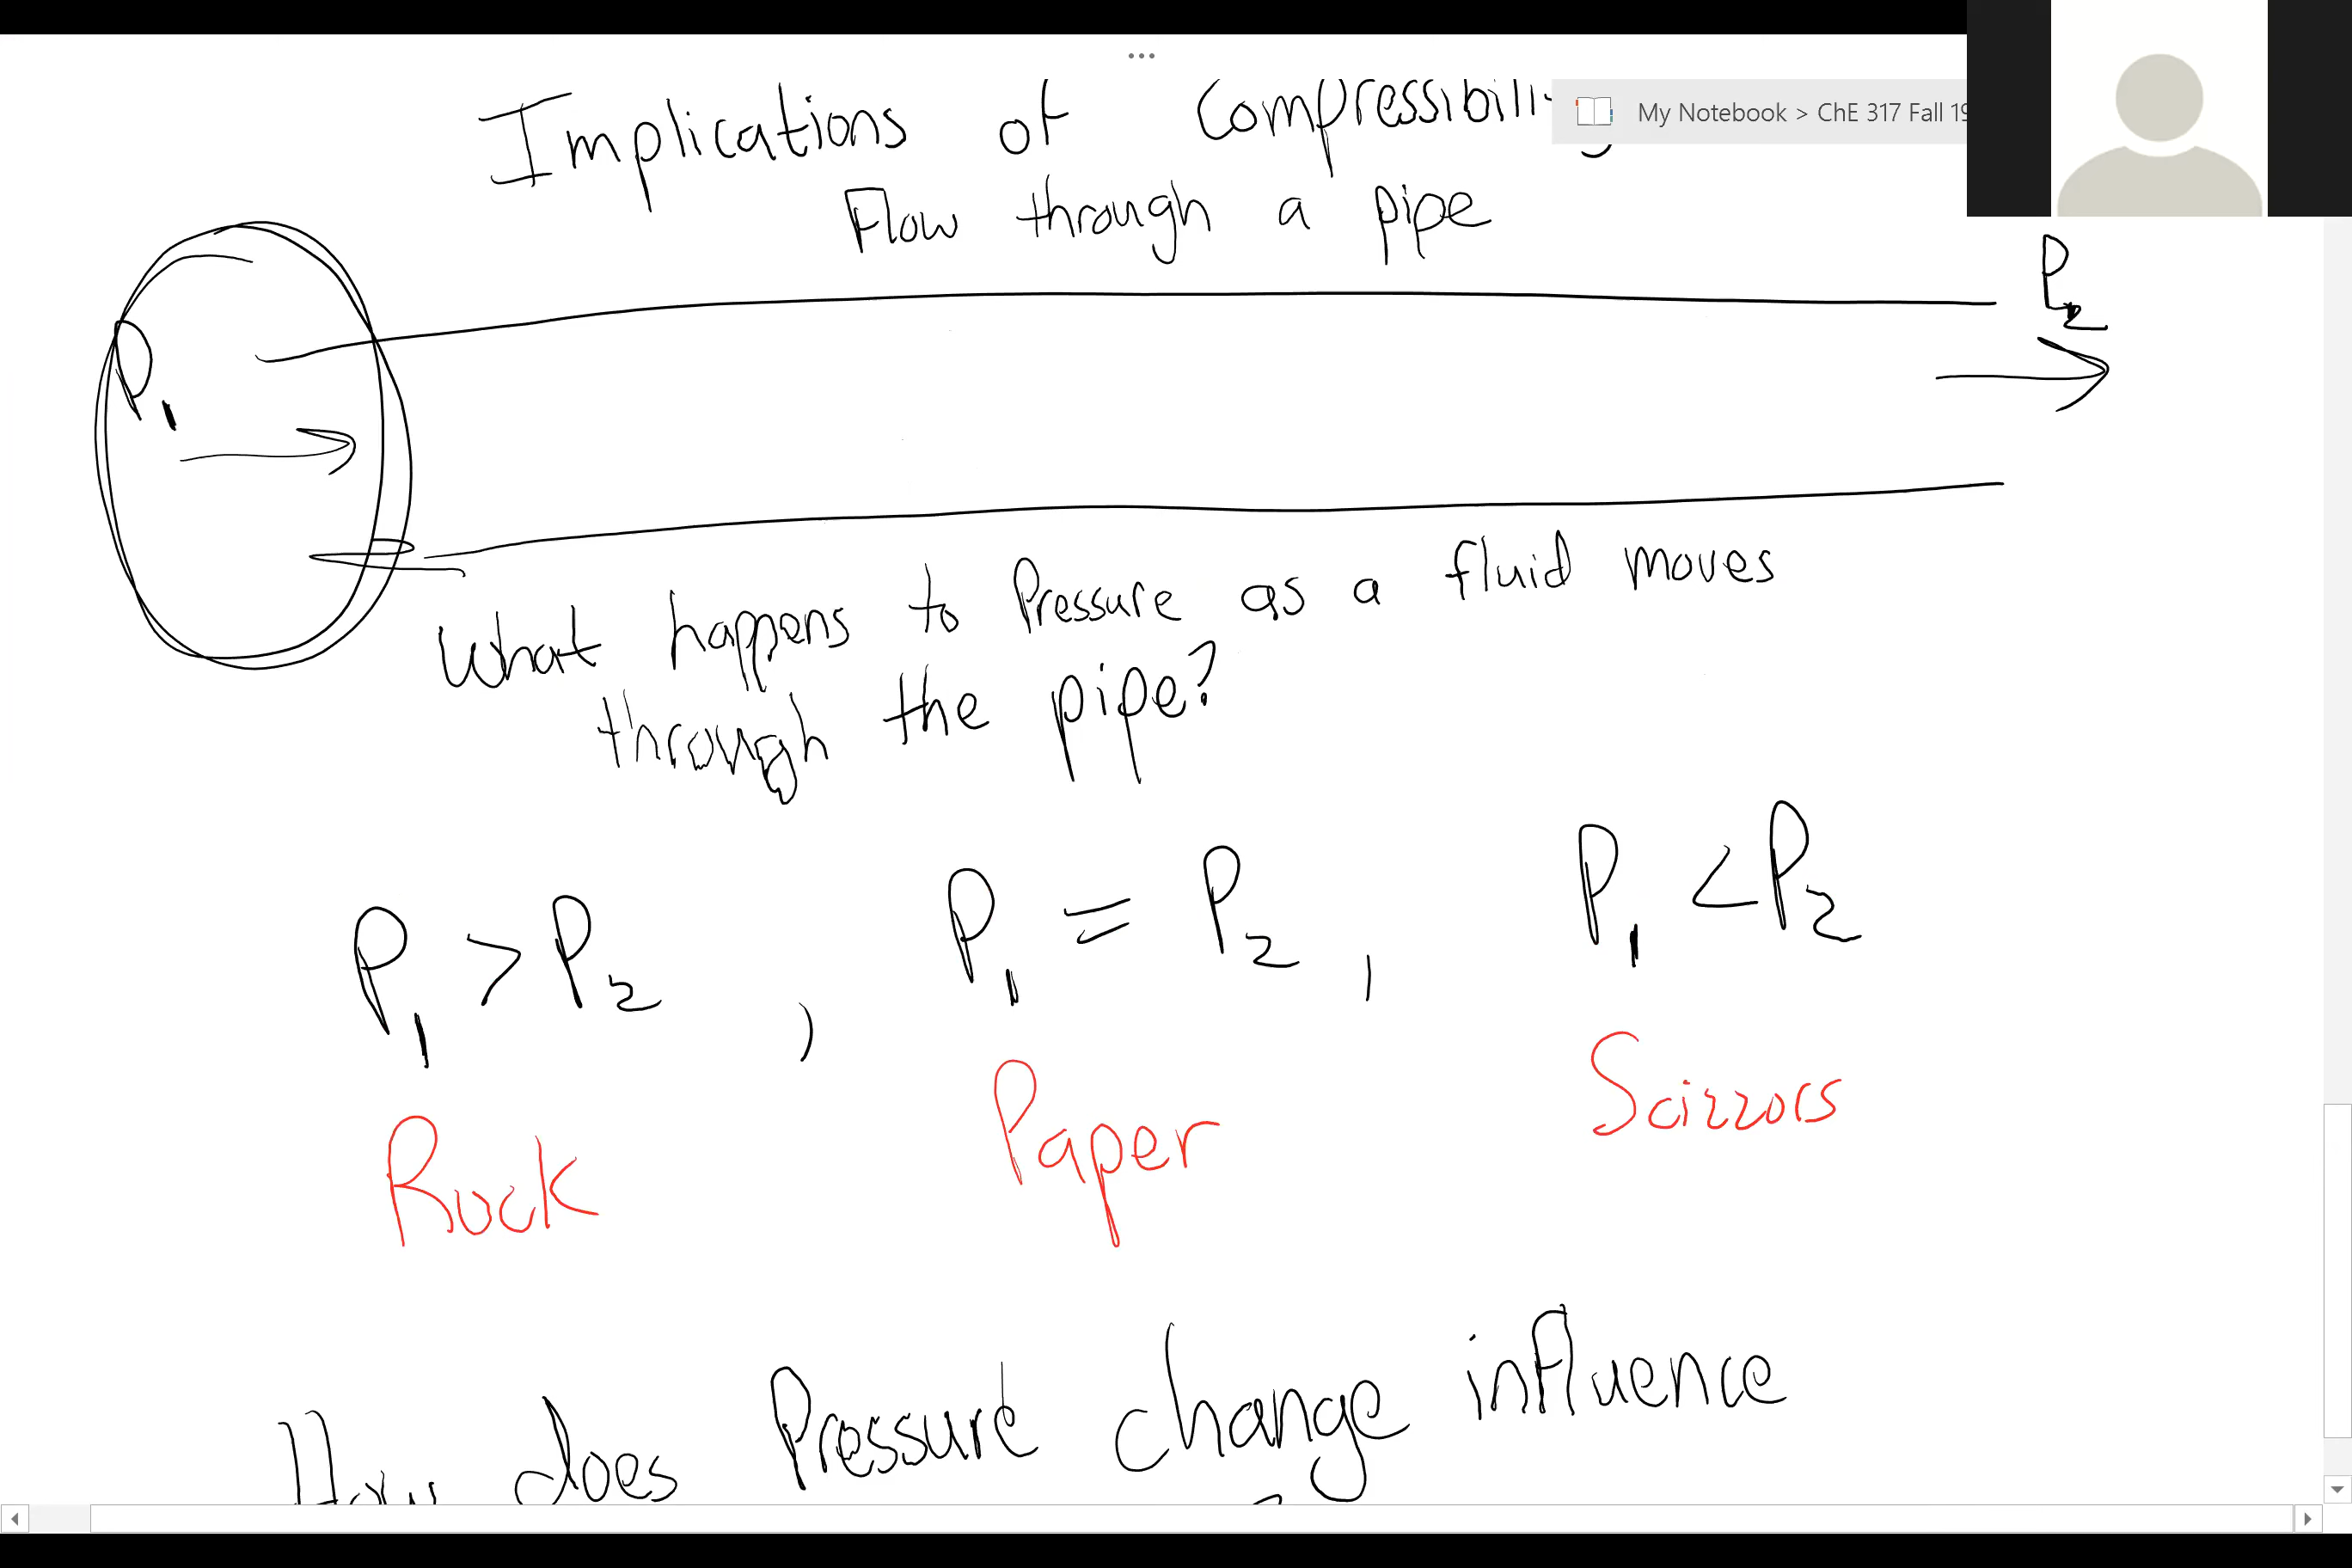 Implications of Compressibili
My Notebook > ChE 317 Fall 19
Flow through a pipe
P2
P1
What happens to Pressure as a fluid moves
through the pipe?
P1 > P2 , P1 = P2 , P1 < P2
Rock Paper Scizzors
How does Pressure change influence